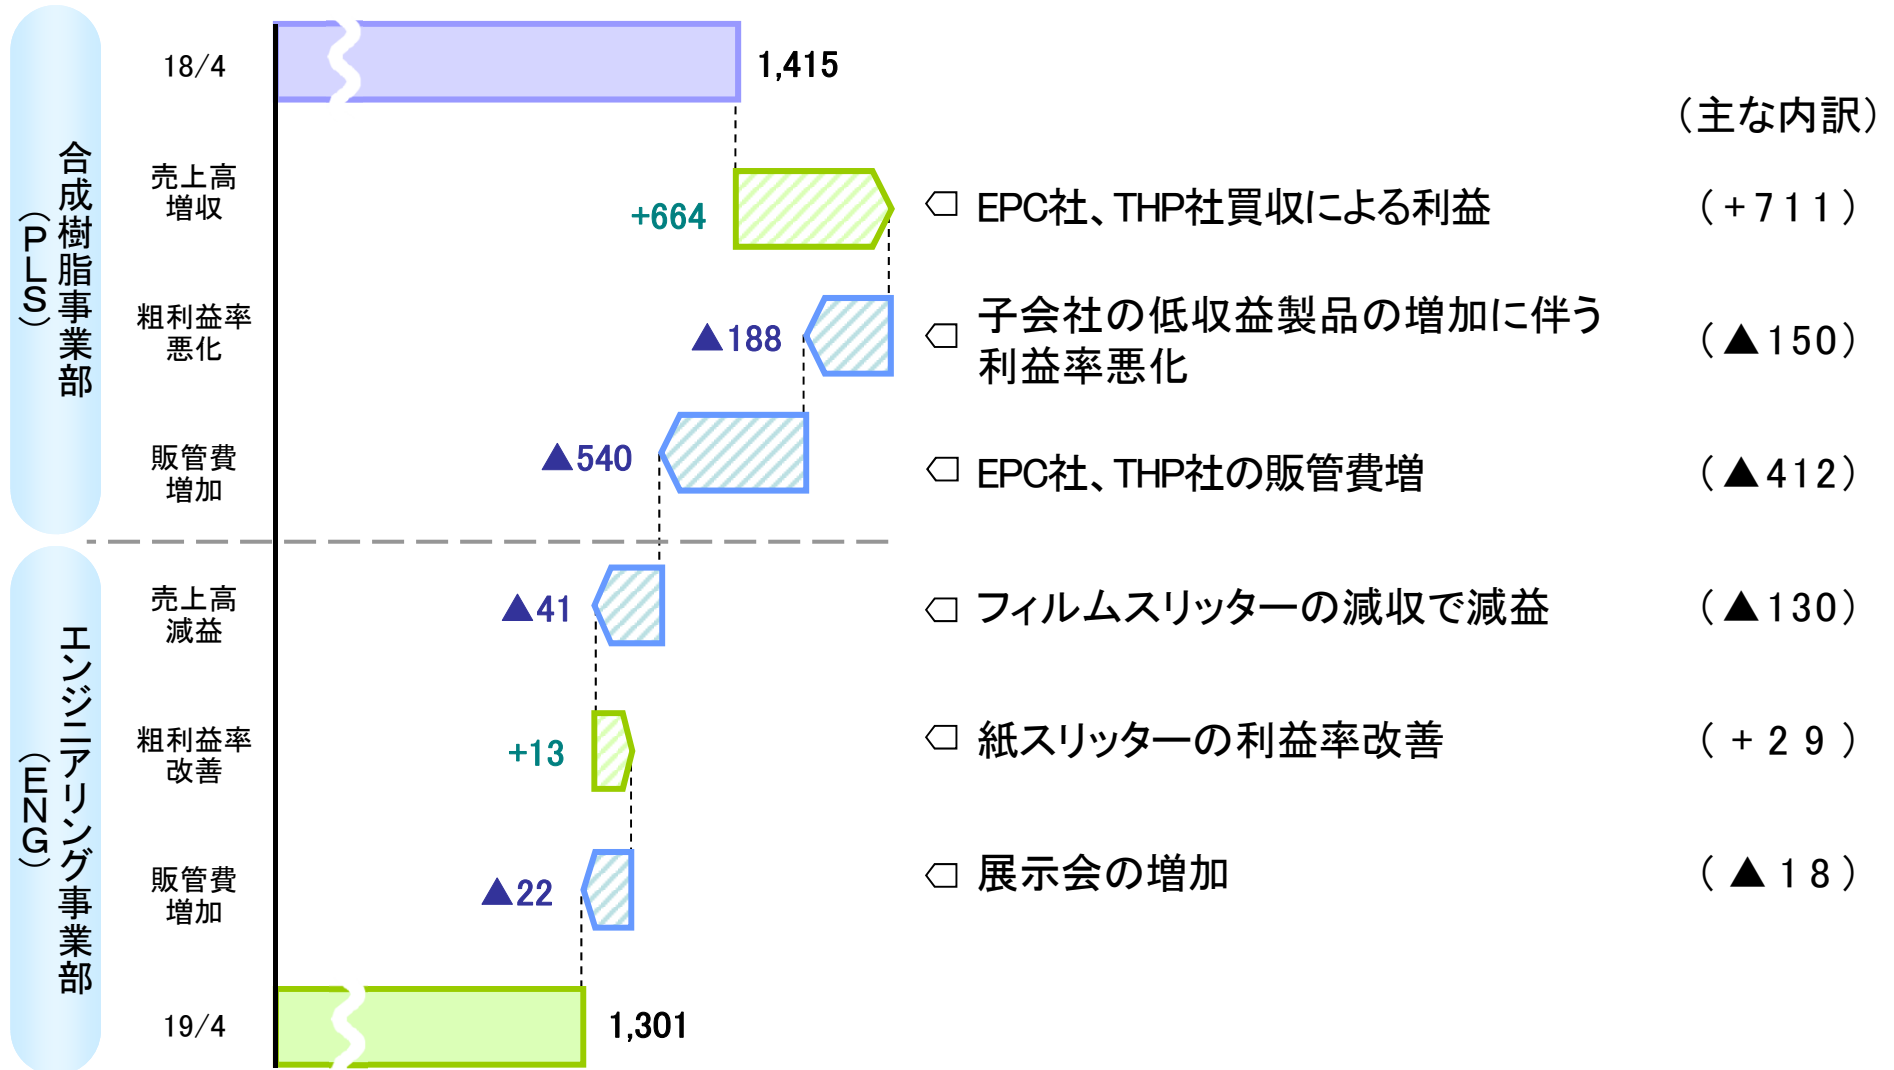 合成樹脂事業部
（PLS）
18/4
1,415
（主な内訳）
売上高
増収
+664
EPC社、THP社買収による利益
（+711）
粗利益率
悪化
▲188
子会社の低収益製品の増加に伴う
利益率悪化
（▲150）
販管費
増加
▲540
EPC社、THP社の販管費増
（▲412）
エンジニアリング事業部
（ENG）
売上高
減益
▲41
フィルムスリッターの減収で減益
（▲130）
粗利益率
改善
+13
紙スリッターの利益率改善
（+29）
販管費
増加
▲22
展示会の増加
（▲18）
19/4
1,301